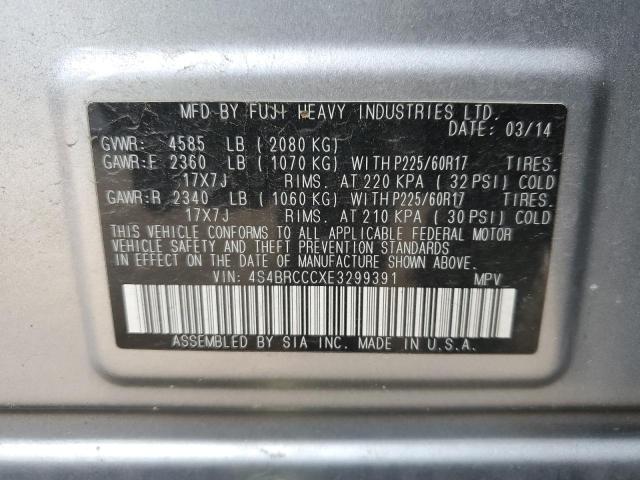 MFD BY FUJI HEAVY INDUSTRIES LTD.
DATE: 03/14
GVWR: 4585 LB ( 2080 KG)
GAWR:F 2360 LB ( 1070 KG) WITH P225/60R17 TIRES.
17X7J RIMS. AT 220 KPA ( 32 PSI) COLD
GAWR:R 2340 LB ( 1060 KG) WITH P225/60R17 TIRES.
17X7J RIMS. AT 210 KPA ( 30 PSI) COLD
THIS VEHICLE CONFORMS TO ALL APPLICABLE FEDERAL MOTOR
VEHICLE SAFETY AND THEFT PREVENTION STANDARDS
IN EFFECT ON THE DATE OF MANUFACTURE SHOWN ABOVE.
VIN: 4S4BRCCCXE3299391 MPV
ASSEMBLED BY SIA INC. MADE IN U.S.A.